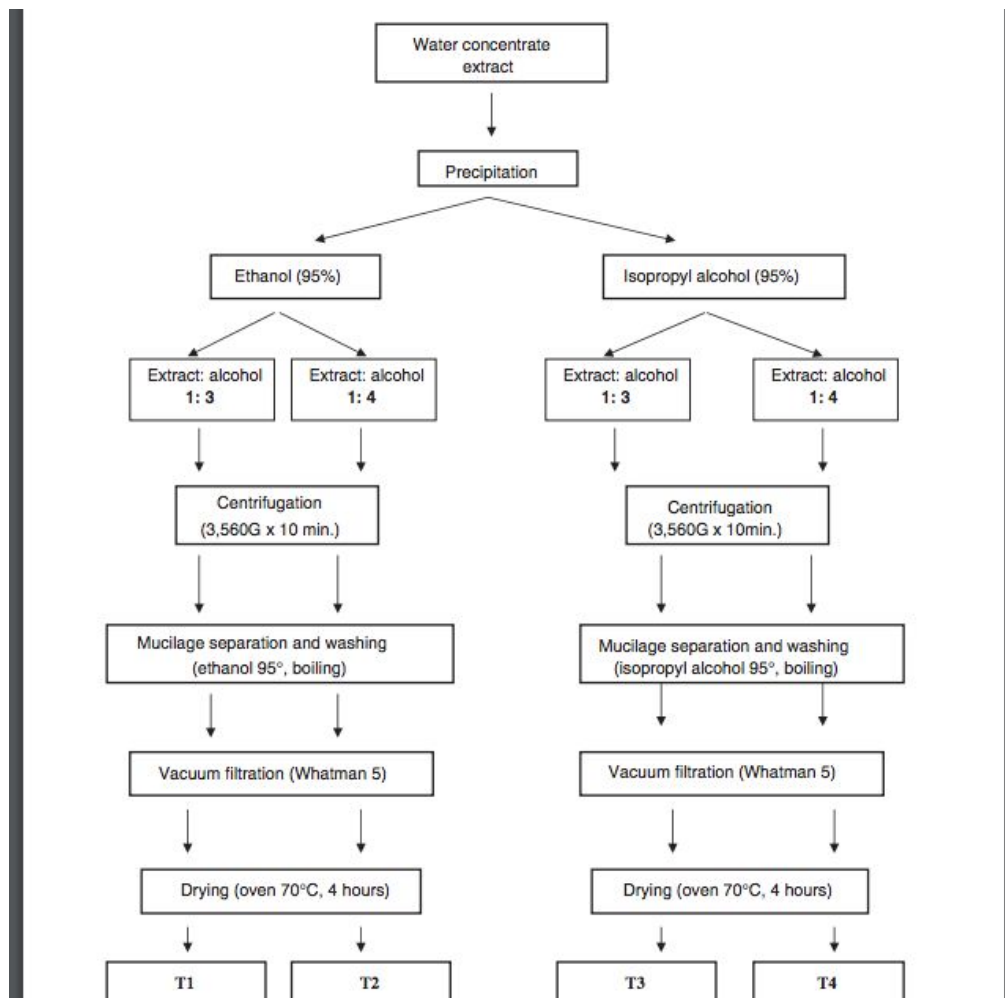 Water concentrate
extract
Precipitation
Ethanol (95%)
Isopropyl alcohol (95%)
Extract: alcohol
1: 3
Extract: alcohol
1: 4
Extract: alcohol
1: 3
Extract: alcohol
1: 4
Centrifugation
(3,560G x 10 min.)
Centrifugation
(3,560G x 10min.)
Mucilage separation and washing
(ethanol 95°, boiling)
Mucilage separation and washing
(isopropyl alcohol 95°, boiling)
Vacuum filtration (Whatman 5)
Vacuum filtration (Whatman 5)
Drying (oven 70°C, 4 hours)
Drying (oven 70°C, 4 hours)
T1
T2
T3
T4